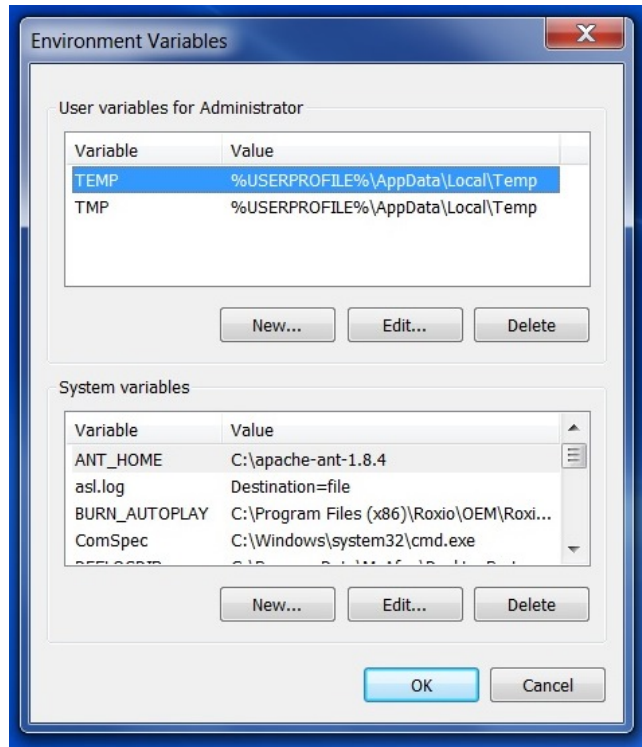 Environment Variables
User variables for Administrator
Variable Value
TEMP %USERPROFILE%\AppData\Local\Temp
TMP %USERPROFILE%\AppData\Local\Temp
New... Edit... Delete
System variables
Variable Value
ANT_HOME C:\apache-ant-1.8.4
asl.log Destination=file
BURN_AUTOPLAY C:\Program Files (x86)\Roxio\OEM\Roxi...
ComSpec C:\Windows\system32\cmd.exe
New... Edit... Delete
OK Cancel